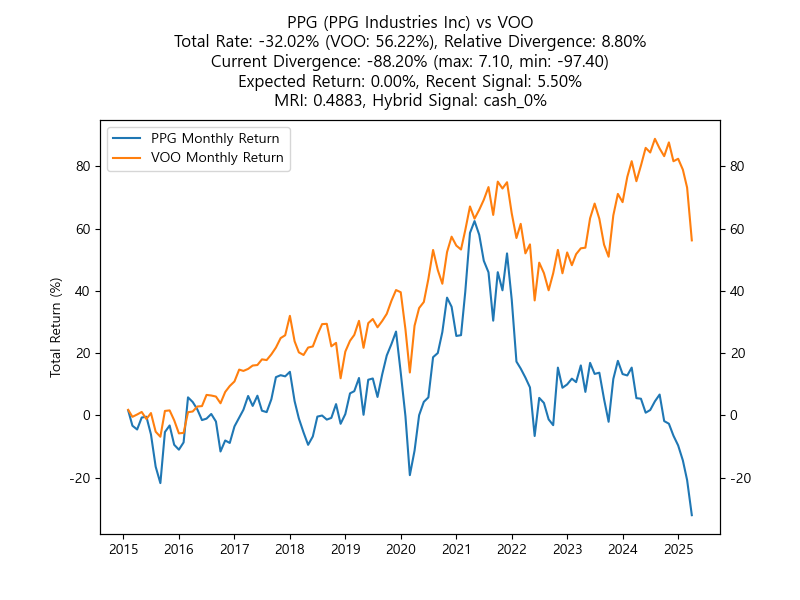 PPG (PPG Industries Inc) vs VOO
Total Rate: -32.02% (VOO: 56.22%), Relative Divergence: 8.80%
Current Divergence: -88.20% (max: 7.10, min: -97.40)
Expected Return: 0.00%, Recent Signal: 5.50%
MRI: 0.4883, Hybrid Signal: cash_0%
PPG Monthly Return
VOO Monthly Return
Total Return (%)
80
60
40
20
0
-20
80
60
40
20
0
-20
2015 2016 2017 2018 2019 2020 2021 2022 2023 2024 2025